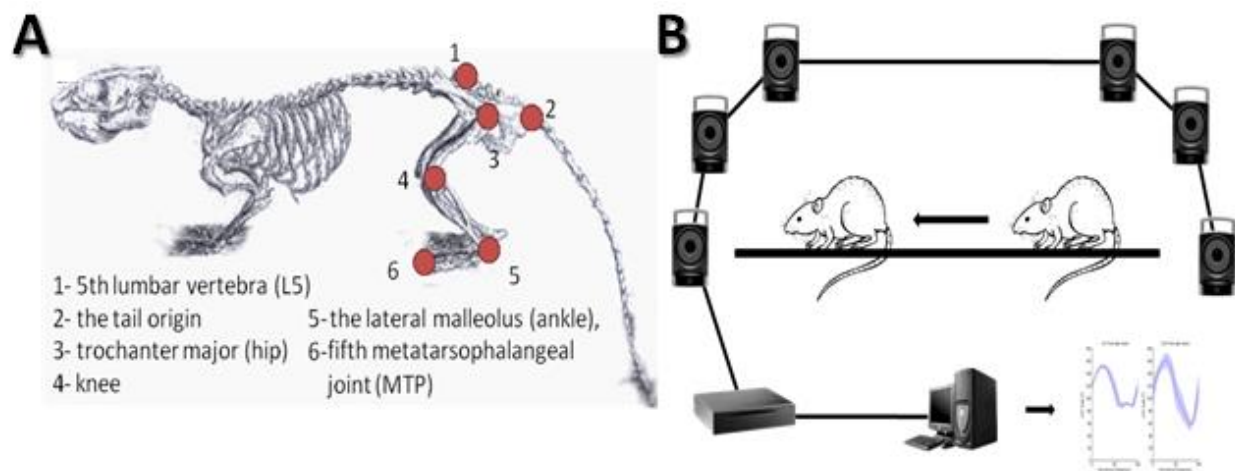 A
B
1
2
3
4
5
6
1- 5th lumbar vertebra (L5)
2- the tail origin
3- trochanter major (hip)
4- knee
5-the lateral malleolus (ankle),
6-fifth metatarsophalangeal
joint (MTP)